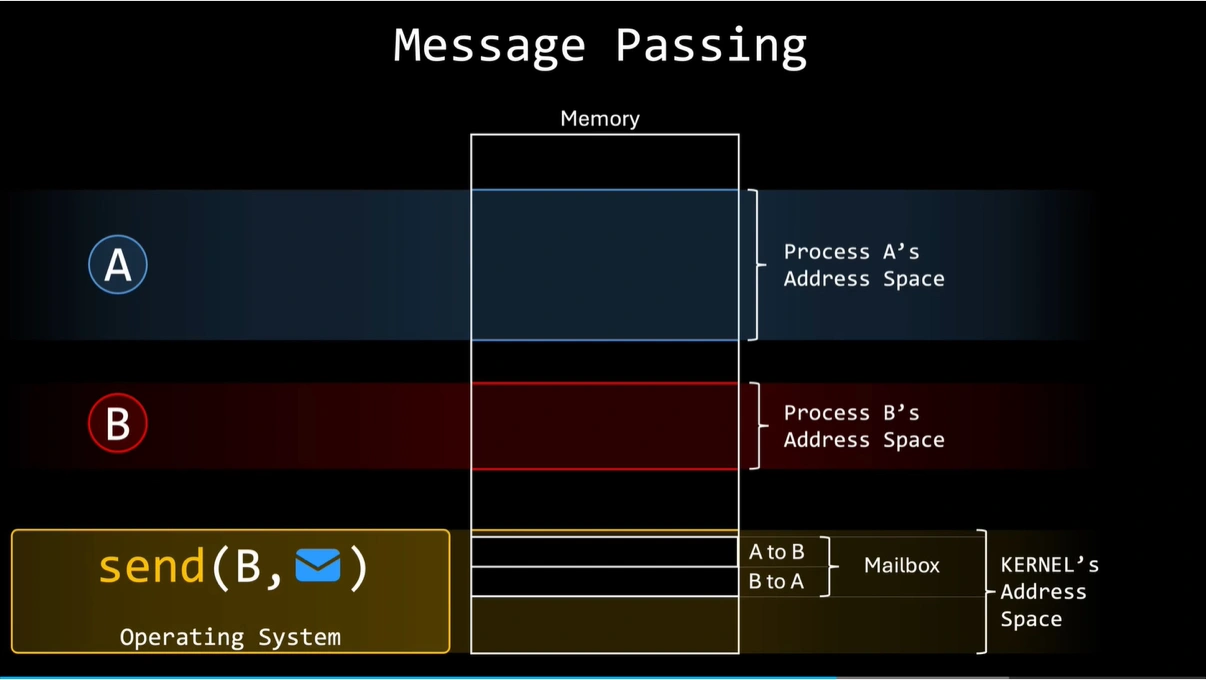 Message Passing
Memory
A
Process A’s
Address Space
B
Process B’s
Address Space
send(B, )
Operating System
A to B
B to A
Mailbox
KERNEL’s
Address
Space